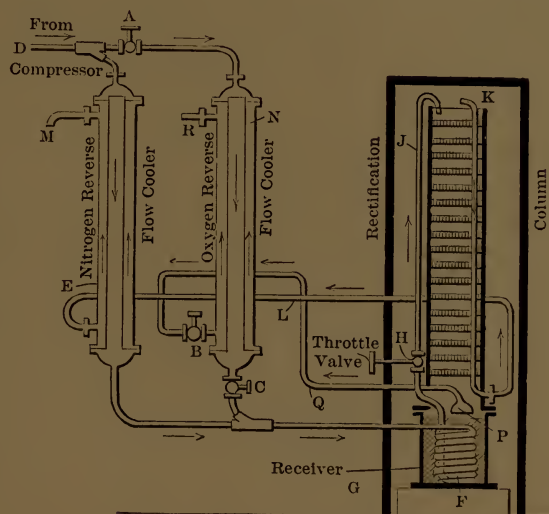 From
D
Compressor
A
M
R
N
Nitrogen Reverse
Flow Cooler
Oxygen Reverse
Flow Cooler
E
B
C
L
Q
Throttle
Valve
H
J
K
Rectification
Column
P
Receiver
G
F